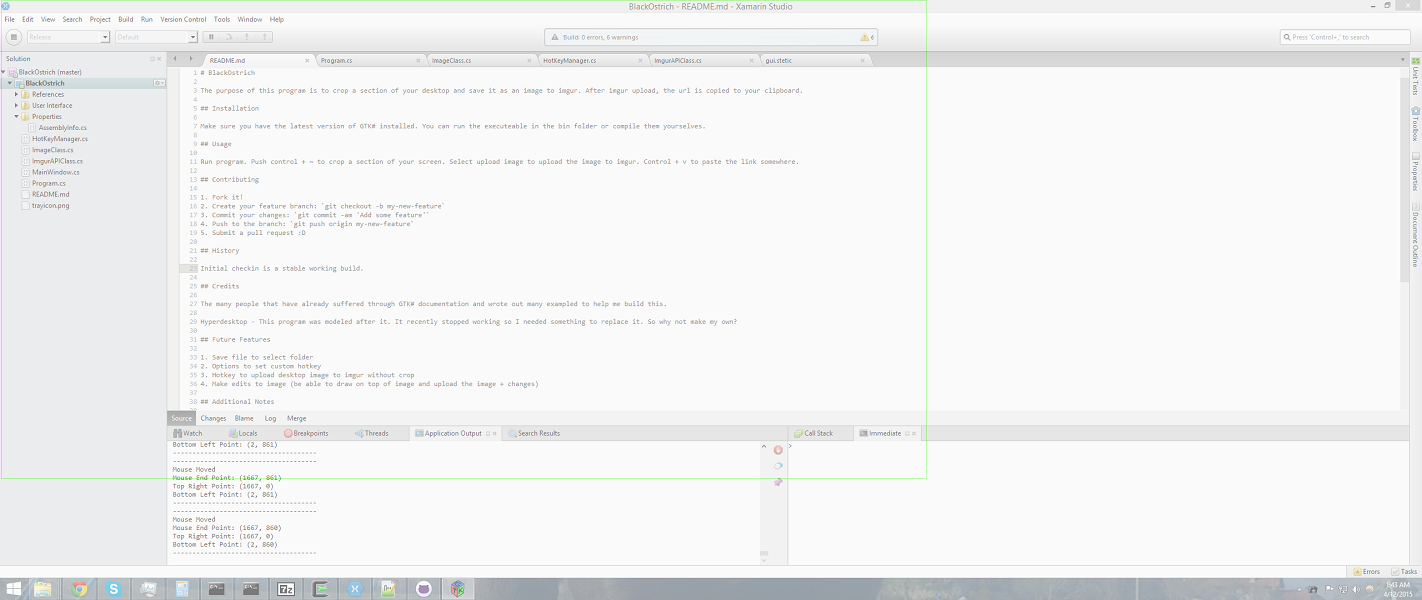 BlackOstrich - README.md - Xamarin Studio
File Edit View Search Project Build Run Version Control Tools Window Help
Release Default Build: 0 errors, 6 warnings 6 Press 'Control+,' to search
Solution
BlackOstrich (master)
BlackOstrich
References
User Interface
Properties
AssemblyInfo.cs
HotKeyManager.cs
ImageClass.cs
ImgurAPIClass.cs
MainWindow.cs
Program.cs
README.md
trayicon.png
README.md Program.cs ImageClass.cs HotKeyManager.cs ImgurAPIClass.cs gui.stetic
1 # BlackOstrich
2
3 The purpose of this program is to crop a section of your desktop and save it as an image to imgur. After imgur upload, the url is copied to your clipboard.
4
5 ## Installation
6
7 Make sure you have the latest version of GTK# installed. You can run the executeable in the bin folder or compile them yourselves.
8
9 ## Usage
10
11 Run program. Push control + ~ to crop a section of your screen. Select upload image to upload the image to imgur. Control + v to paste the link somewhere.
12
13 ## Contributing
14
15 1. Fork it!
16 2. Create your feature branch: `git checkout -b my-new-feature`
17 3. Commit your changes: `git commit -am 'Add some feature'`
18 4. Push to the branch: `git push origin my-new-feature`
19 5. Submit a pull request :D
20
21 ## History
22
23 Initial checkin is a stable working build.
24
25 ## Credits
26
27 The many people that have already suffered through GTK# documentation and wrote out many exampled to help me build this.
28
29 Hyperdesktop - This program was modeled after it. It recently stopped working so I needed something to replace it. So why not make my own?
30
31 ## Future Features
32
33 1. Save file to select folder
34 2. Options to set custom hotkey
35 3. Hotkey to upload desktop image to imgur without crop
36 4. Make edits to image (be able to draw on top of image and upload the image + changes)
37
38 ## Additional Notes
Source Changes Blame Log Merge
Watch Locals Breakpoints Threads Application Output Search Results
Bottom Left Point: (2, 861)
-------------------------------------
-------------------------------------
Mouse Moved
Mouse End Point: (1667, 861)
Top Right Point: (1667, 0)
Bottom Left Point: (2, 861)
-------------------------------------
-------------------------------------
Mouse Moved
Mouse End Point: (1667, 860)
Top Right Point: (1667, 0)
Bottom Left Point: (2, 860)
-------------------------------------
Call Stack Immediate
>
Unit Tests
Toolbox
Properties
Document Outline
Errors Tasks
7z
1:43 AM
4/12/2015